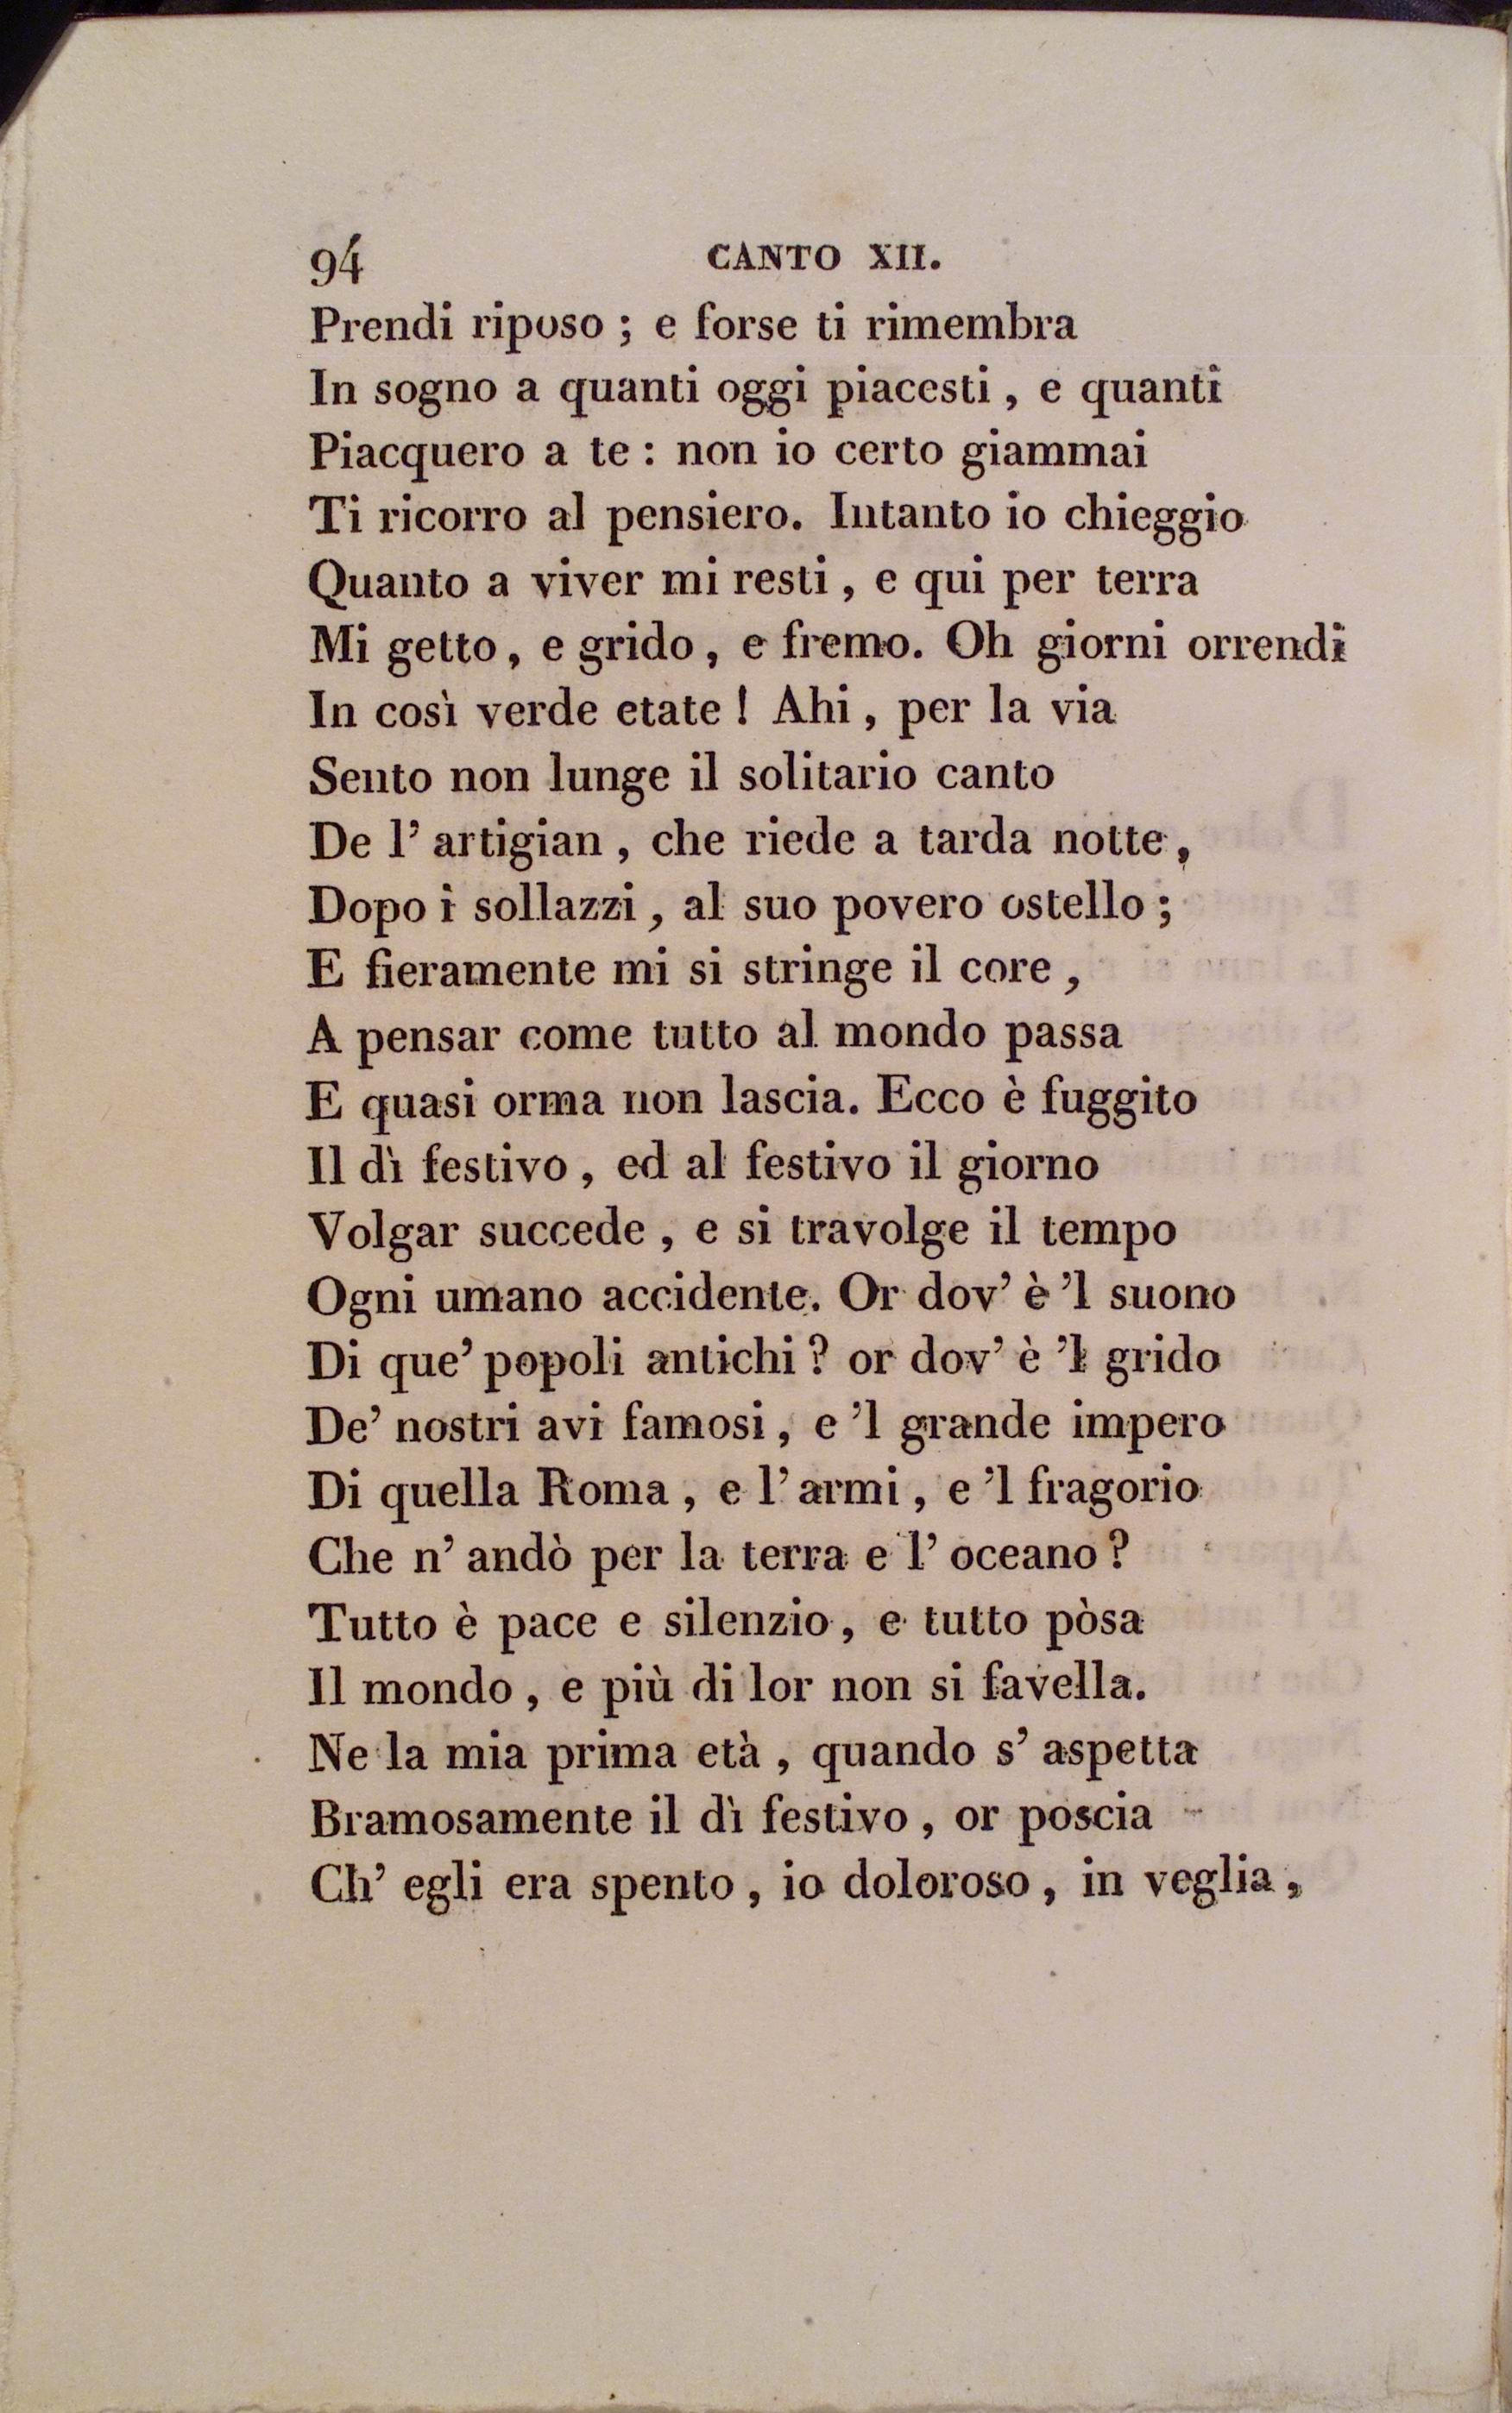 94 CANTO XII.
Prendi riposo ; e forse ti rimembra
In sogno a quanti oggi piacesti , e quanti
Piacquero a te : non io certo giammai
Ti ricorro al pensiero. Intanto io chieggio
Quanto a viver mi resti , e qui per terra
Mi getto , e grido , e fremo. Oh giorni orrendi
In così verde etate ! Ahi , per la via
Sento non lunge il solitario canto
De l' artigian , che riede a tarda notte ,
Dopo i sollazzi , al suo povero ostello ;
E fieramente mi si stringe il core ,
A pensar come tutto al mondo passa
E quasi orma non lascia. Ecco è fuggito
Il dì festivo , ed al festivo il giorno
Volgar succede , e si travolge il tempo
Ogni umano accidente. Or dov' è 'l suono
Di que' popoli antichi ? or dov' è 'l grido
De' nostri avi famosi , e 'l grande impero
Di quella Roma , e l' armi , e 'l fragorio
Che n' andò per la terra e l' oceano ?
Tutto è pace e silenzio , e tutto pòsa
Il mondo , e più di lor non si favella.
Ne la mia prima età , quando s' aspetta
Bramosamente il dì festivo , or poscia
Ch' egli era spento , io doloroso , in veglia ,